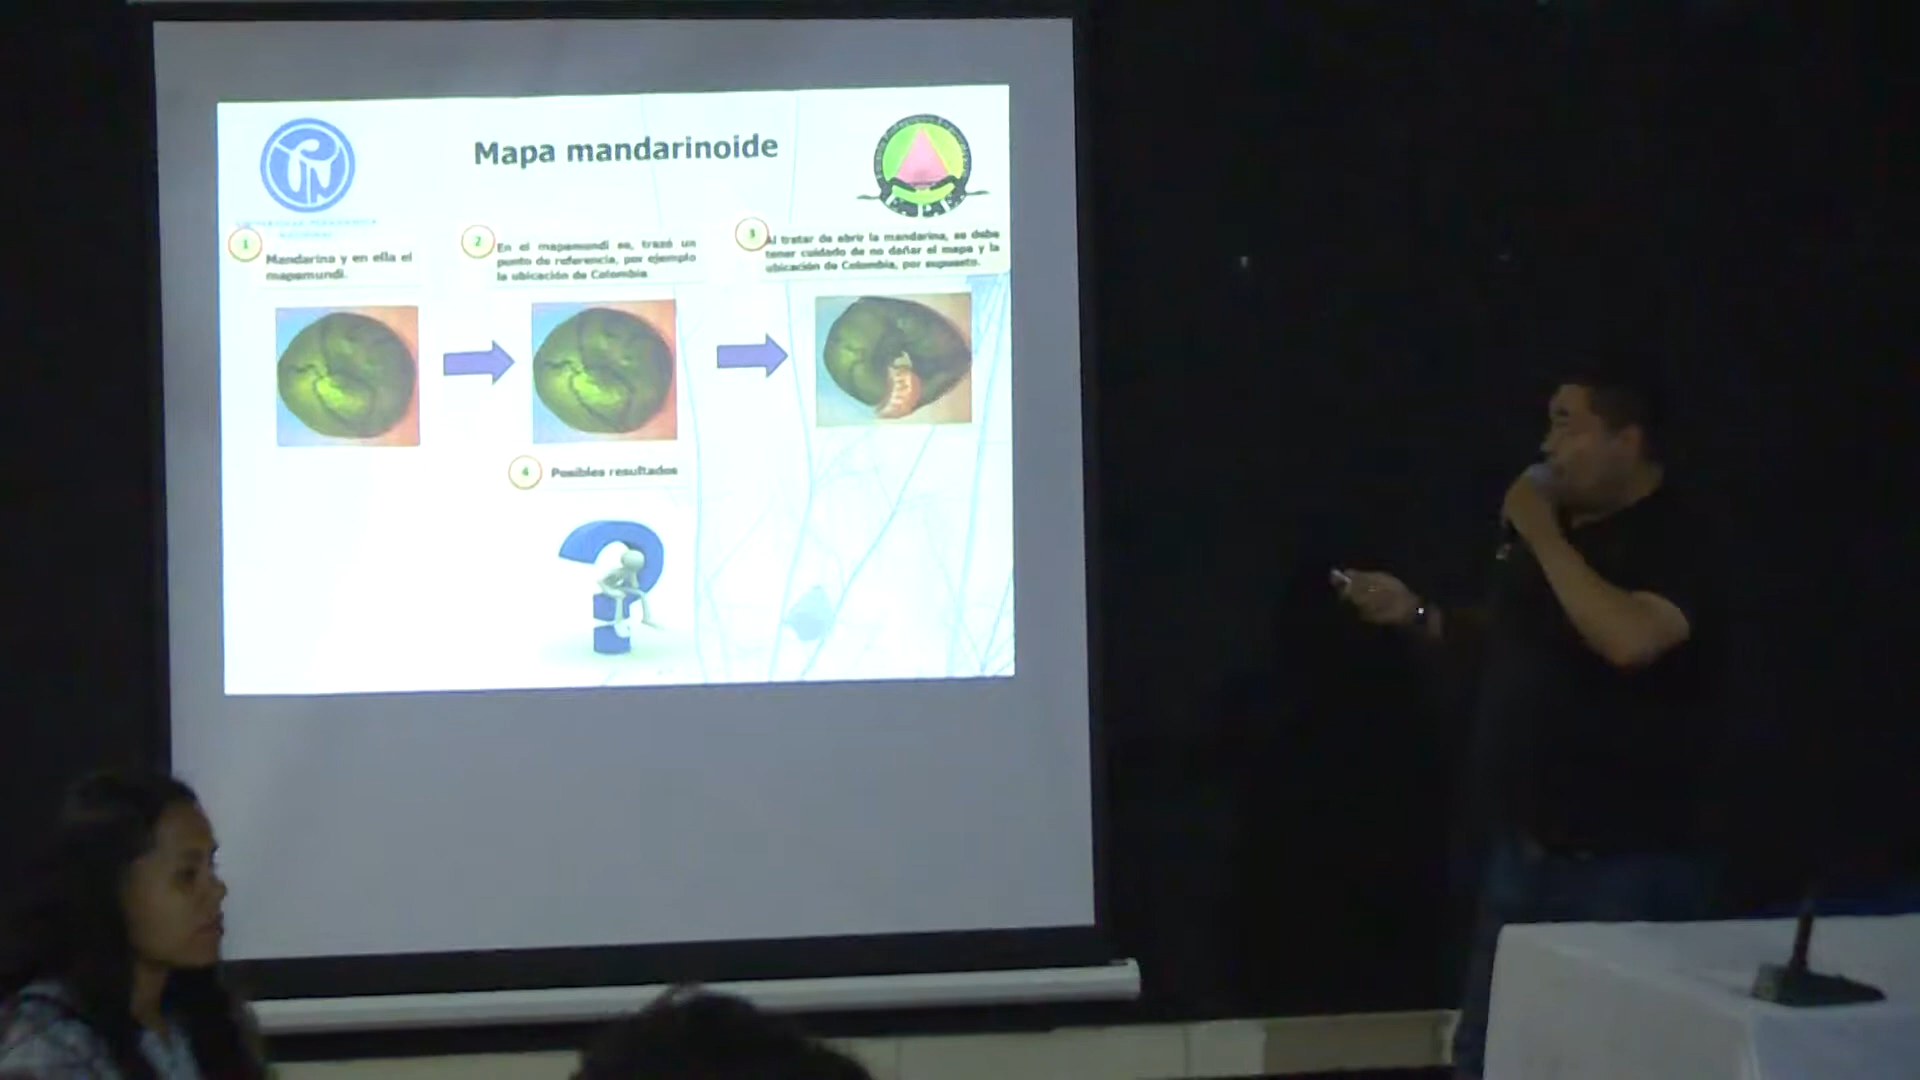 Mapa mandarinoide
1
Mandarina y en ella el
mapamundi.
2
En el mapamundi se, trazó un
punto de referencia, por ejemplo
la ubicación de Colombia
3
Al tratar de abrir la mandarina, se debe
tener cuidado de no dañar el mapa y la
ubicación de Colombia, por supuesto.
4
Posibles resultados